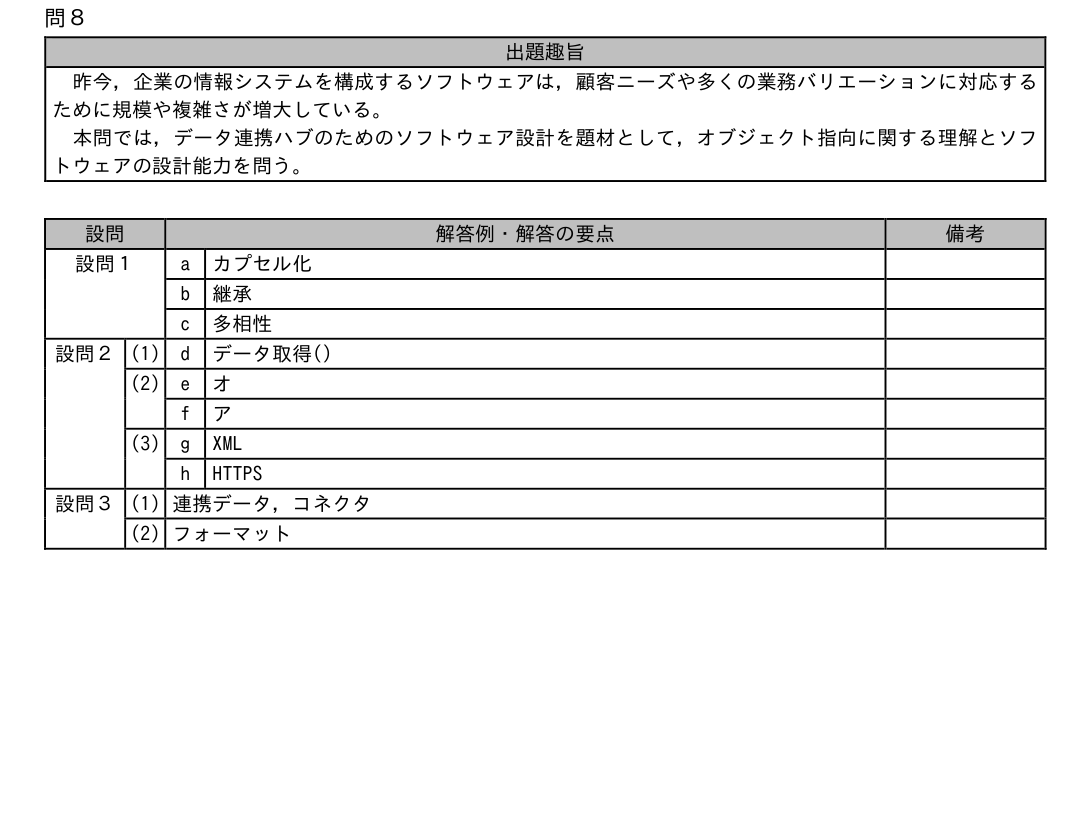 問８
出題趣旨
昨今，企業の情報システムを構成するソフトウェアは，顧客ニーズや多くの業務バリエーションに対応する
ために規模や複雑さが増大している。
本問では，データ連携ハブのためのソフトウェア設計を題材として，オブジェクト指向に関する理解とソフ
トウェアの設計能力を問う。
設問 解答例・解答の要点 備考
設問１ a カプセル化
b 継承
c 多相性
設問２ (1) d データ取得()
(2) e オ
f ア
(3) g XML
h HTTPS
設問３ (1) 連携データ，コネクタ
(2) フォーマット